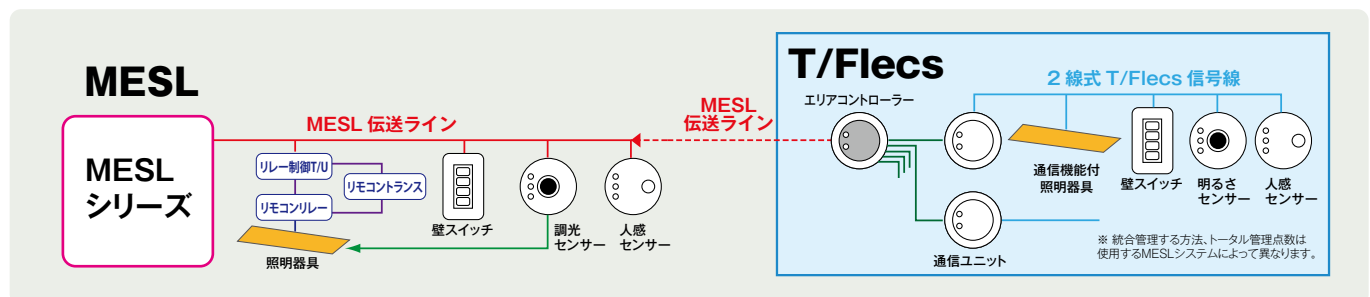 MESL
MESL
シリーズ
MESL 伝送ライン
リレー制御T/U
リモコントランス
リモコンリレー
照明器具
壁スイッチ
調光
センサー
人感
センサー
MESL
伝送ライン
T/Flecs
エリアコントローラー
2線式 T/Flecs 信号線
通信機能付
照明器具
壁スイッチ
明るさ
センサー
人感
センサー
通信ユニット
※ 統合管理する方法、トータル管理点数は
使用するMESLシステムによって異なります。